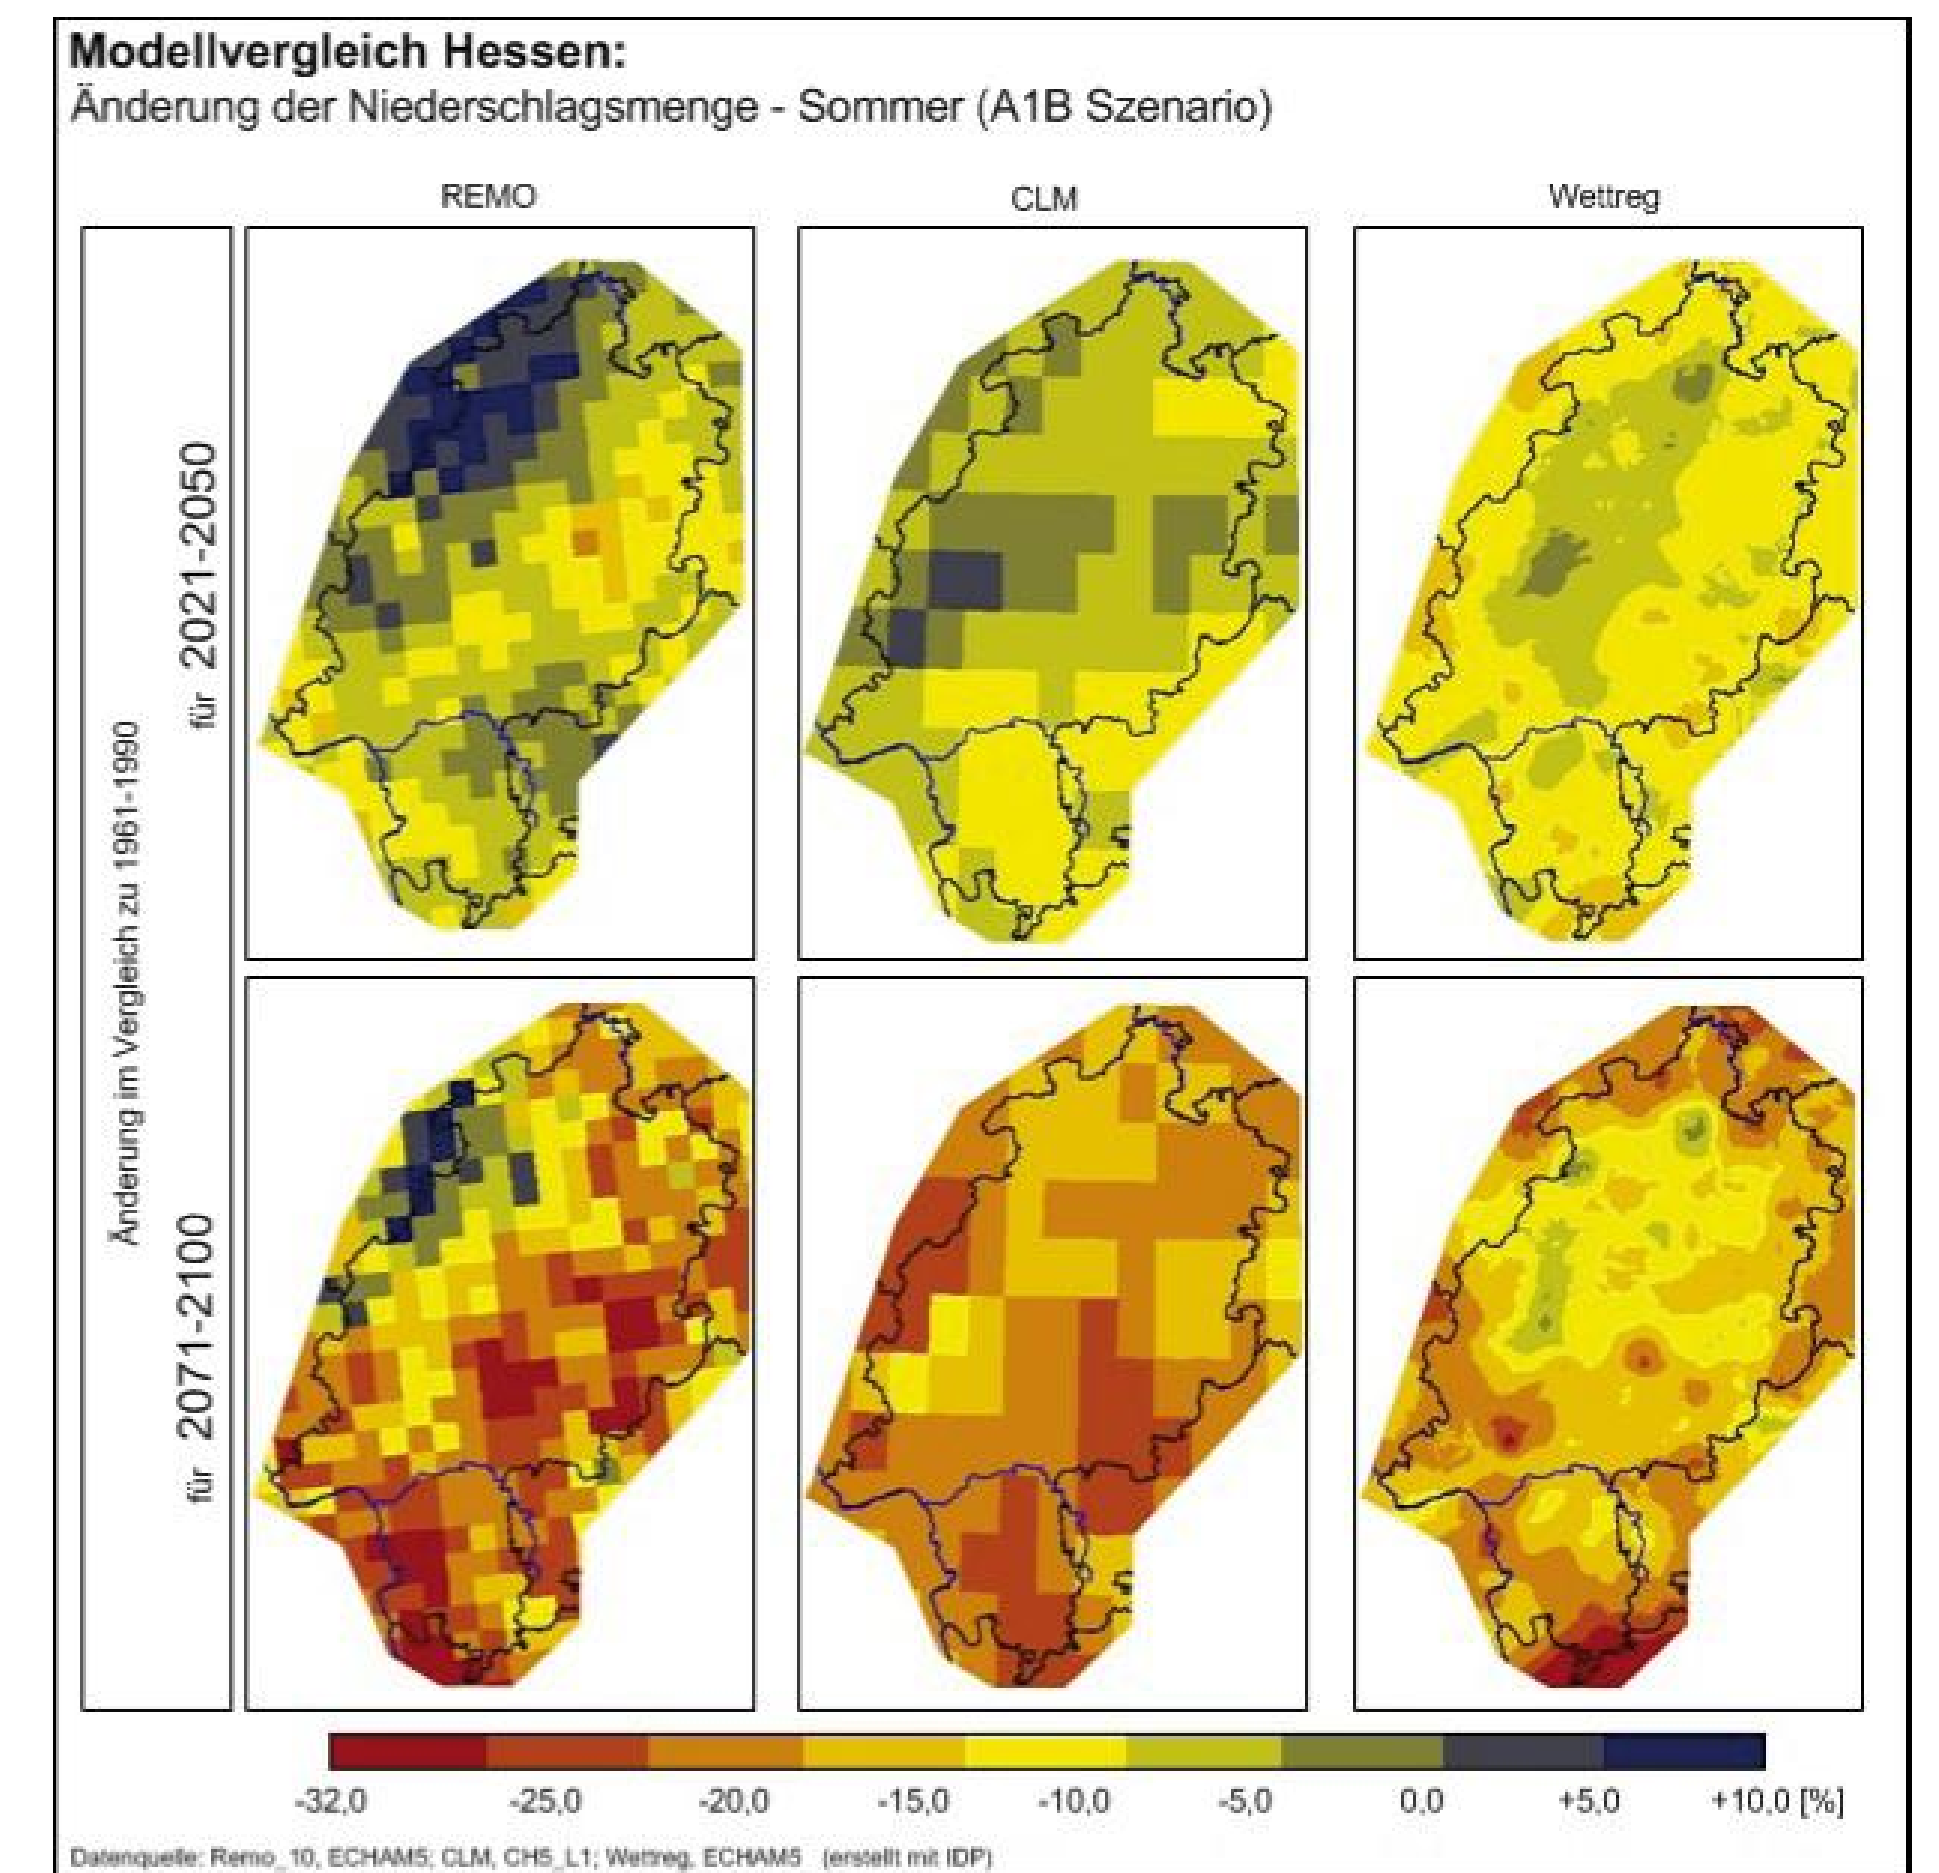 Modellvergleich Hessen:
Änderung der Niederschlagsmenge - Sommer (A1B Szenario)
REMO CLM Wettreg
Änderung im Vergleich zu 1961-1990
für 2021-2050
für 2071-2100
-32,0 -25,0 -20,0 -15,0 -10,0 -5,0 0,0 +5,0 +10,0 [%]
Datenquelle: Remo_10, ECHAM5; CLM, CH5_L1; Wettreg, ECHAM5 (erstellt mit IDP)